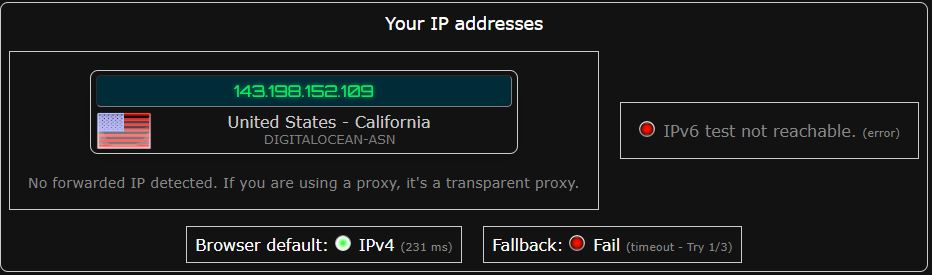 Your IP addresses
143.198.152.109
United States - California
DIGITALOCEAN-ASN
No forwarded IP detected. If you are using a proxy, it's a transparent proxy.
IPv6 test not reachable. (error)
Browser default: IPv4 (231 ms)
Fallback: Fail (timeout - Try 1/3)